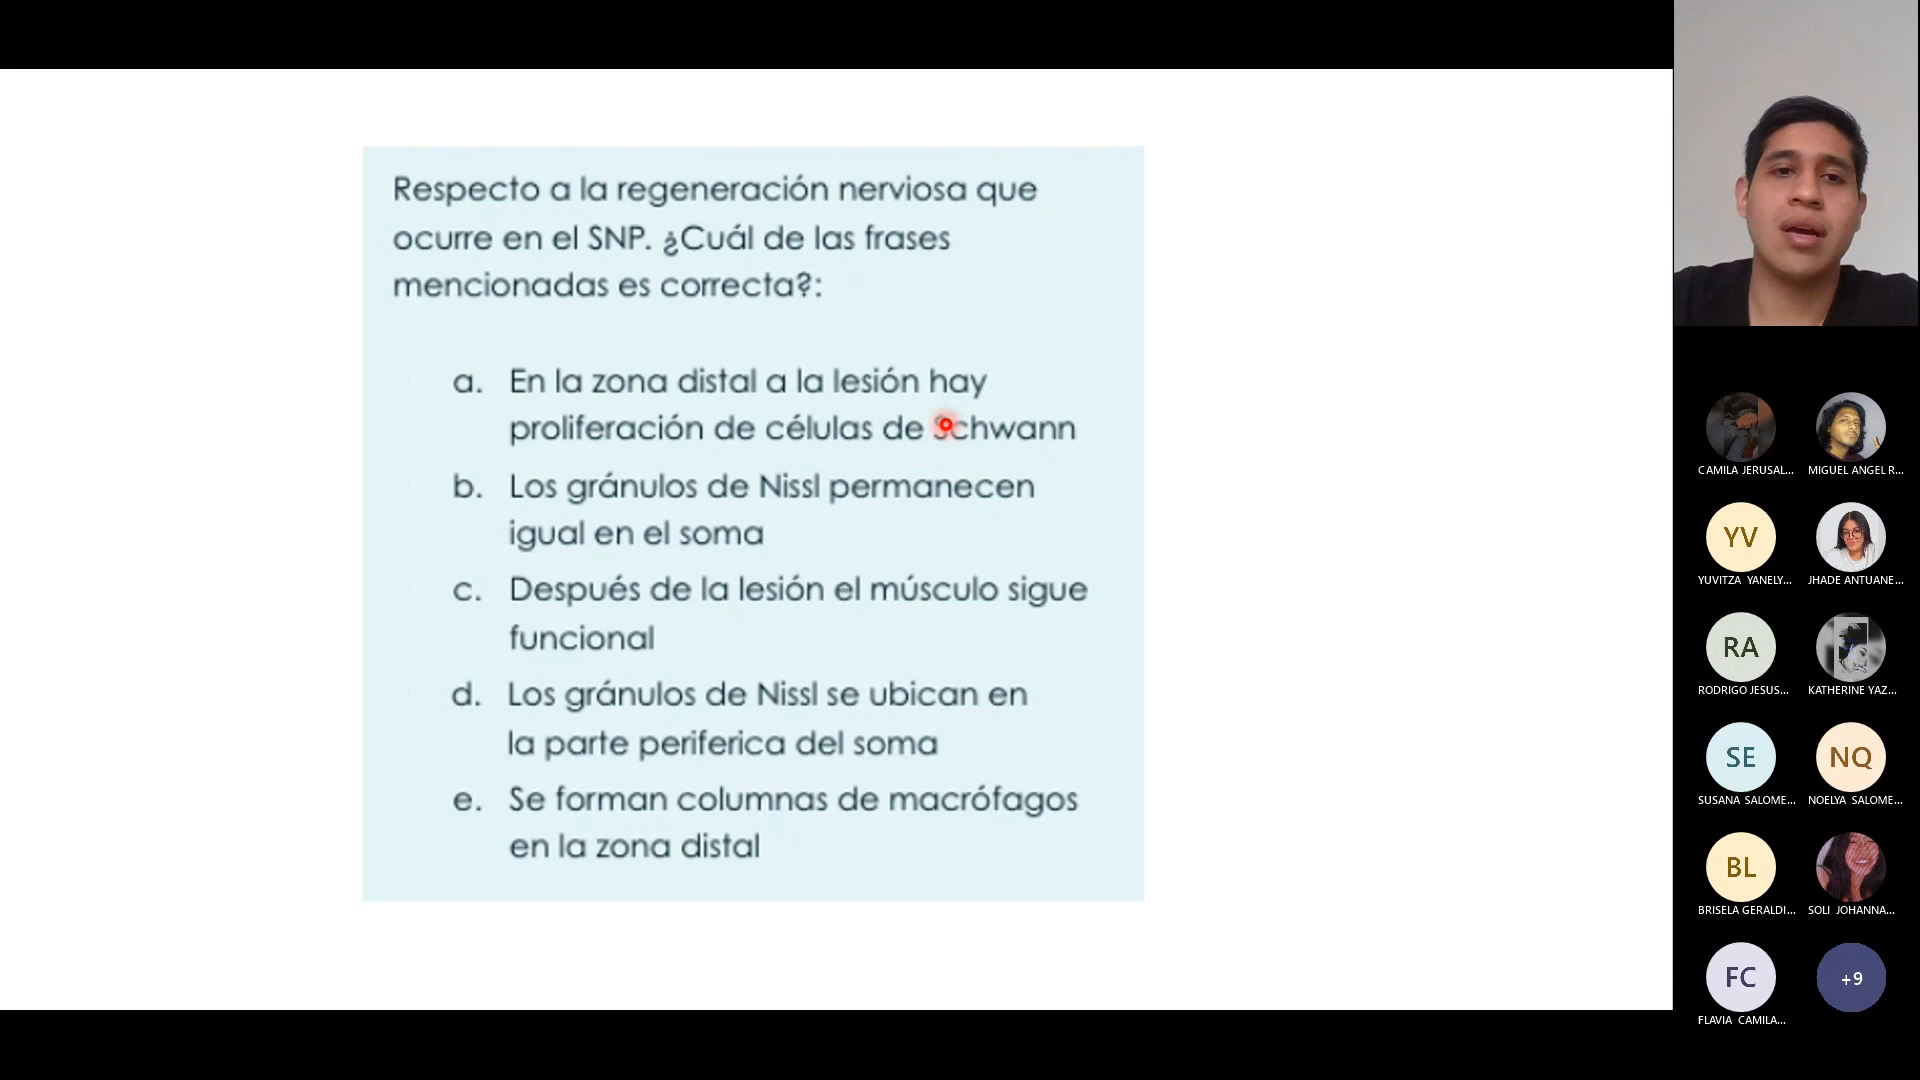 Respecto a la regeneración nerviosa que
ocurre en el SNP. ¿Cuál de las frases
mencionadas es correcta?:
a. En la zona distal a la lesión hay
proliferación de células de Schwann
b. Los gránulos de Nissl permanecen
igual en el soma
c. Después de la lesión el músculo sigue
funcional
d. Los gránulos de Nissl se ubican en
la parte periferica del soma
e. Se forman columnas de macrófagos
en la zona distal
CAMILA JERUSAL...
MIGUEL ANGEL R...
YV
YUVITZA YANELY...
JHADE ANTUANE...
RA
RODRIGO JESUS...
KATHERINE YAZ...
SE
SUSANA SALOME...
NQ
NOELYA SALOME...
BL
BRISELA GERALDI...
SOLI JOHANNA...
FC
FLAVIA CAMILA...
+9